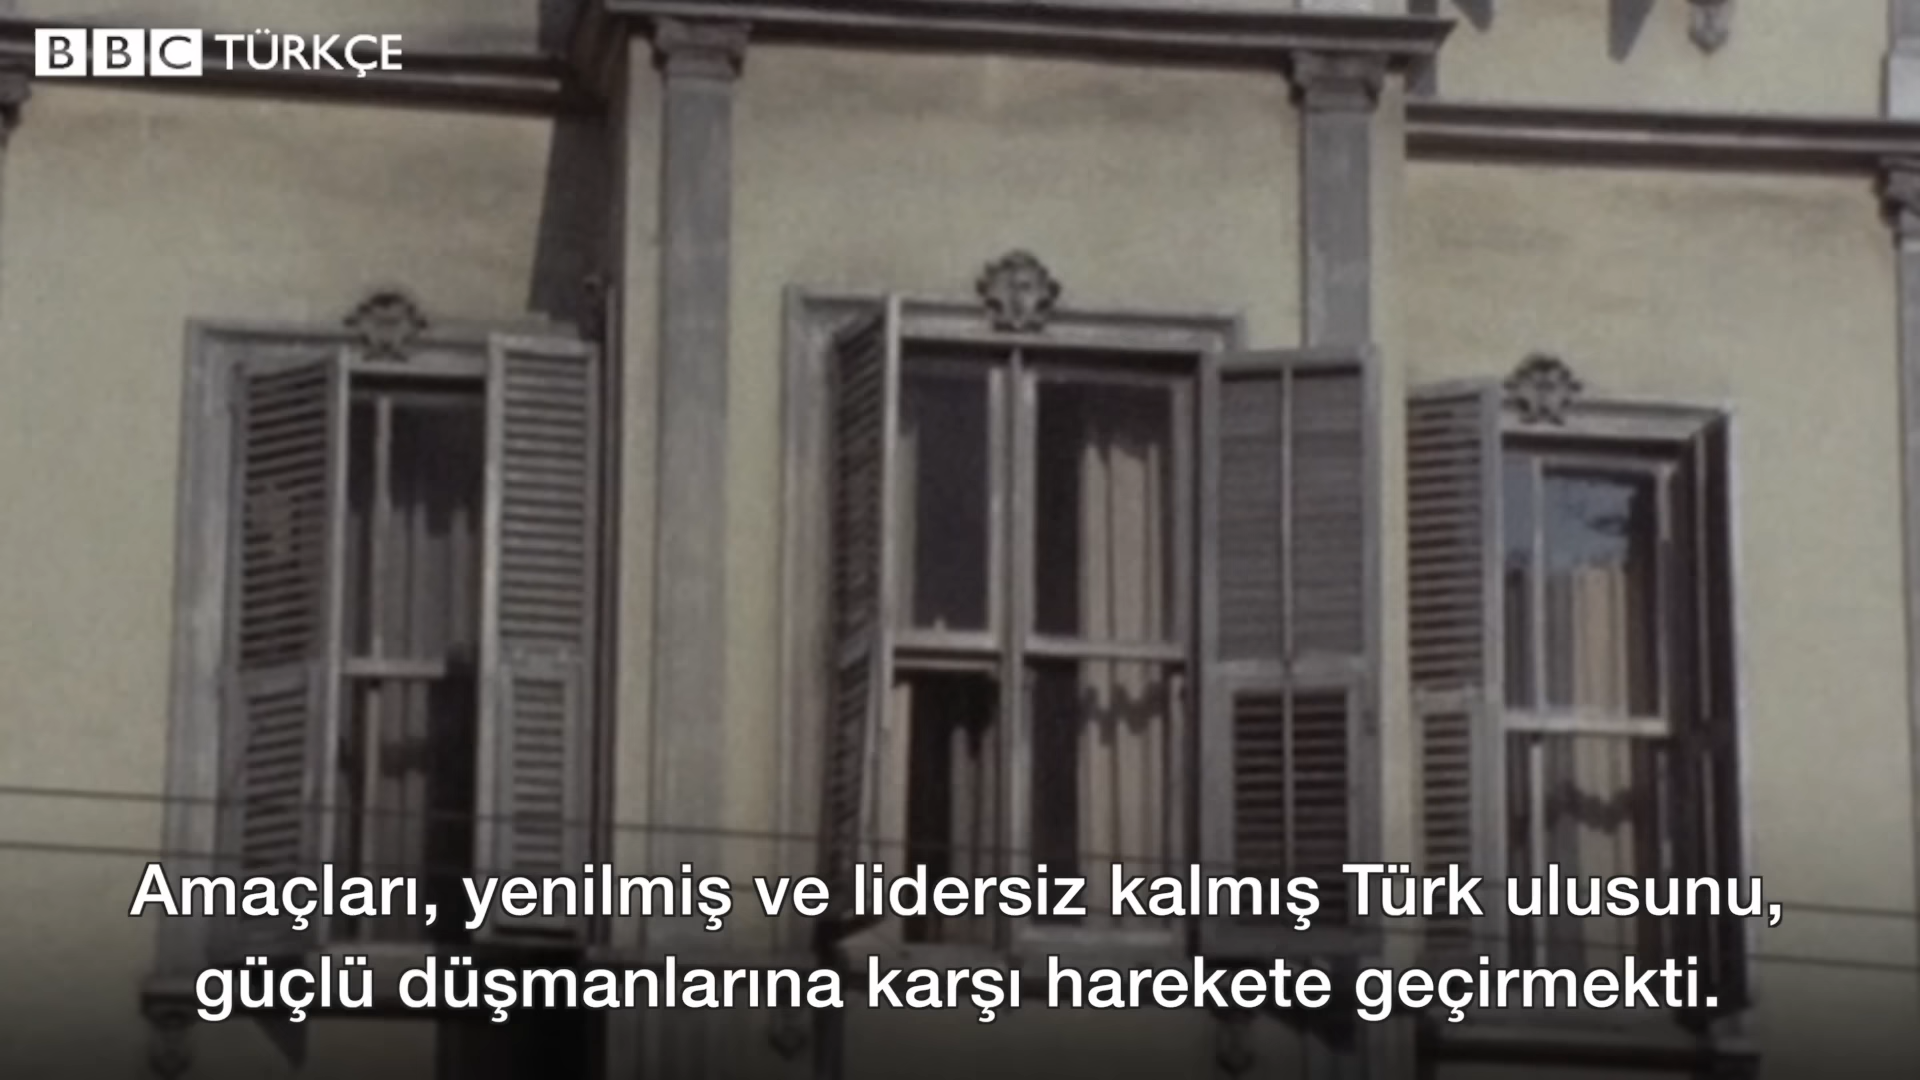 BBC TÜRKÇE
Amaçları, yenilmiş ve lidersiz kalmış Türk ulusunu,
güçlü düşmanlarına karşı harekete geçirmekti.